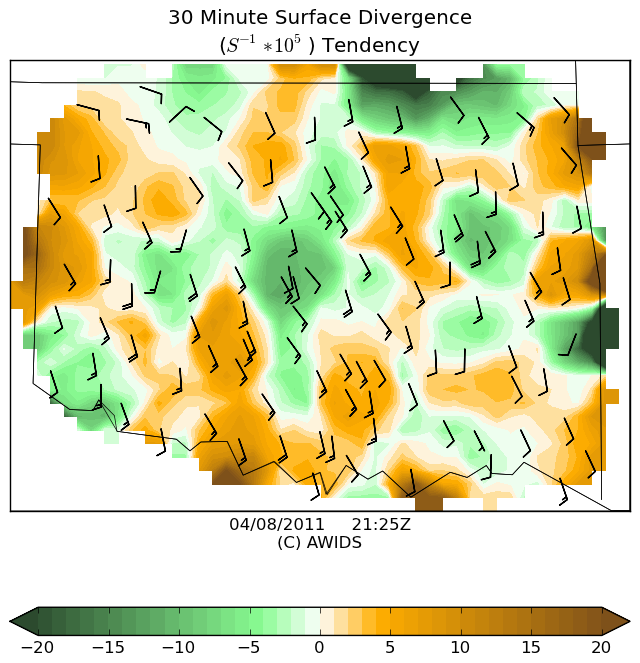 30 Minute Surface Divergence
(S⁻¹ *10⁵ ) Tendency
04/08/2011 21:25Z
(C) AWIDS
−20 −15 −10 −5 0 5 10 15 20